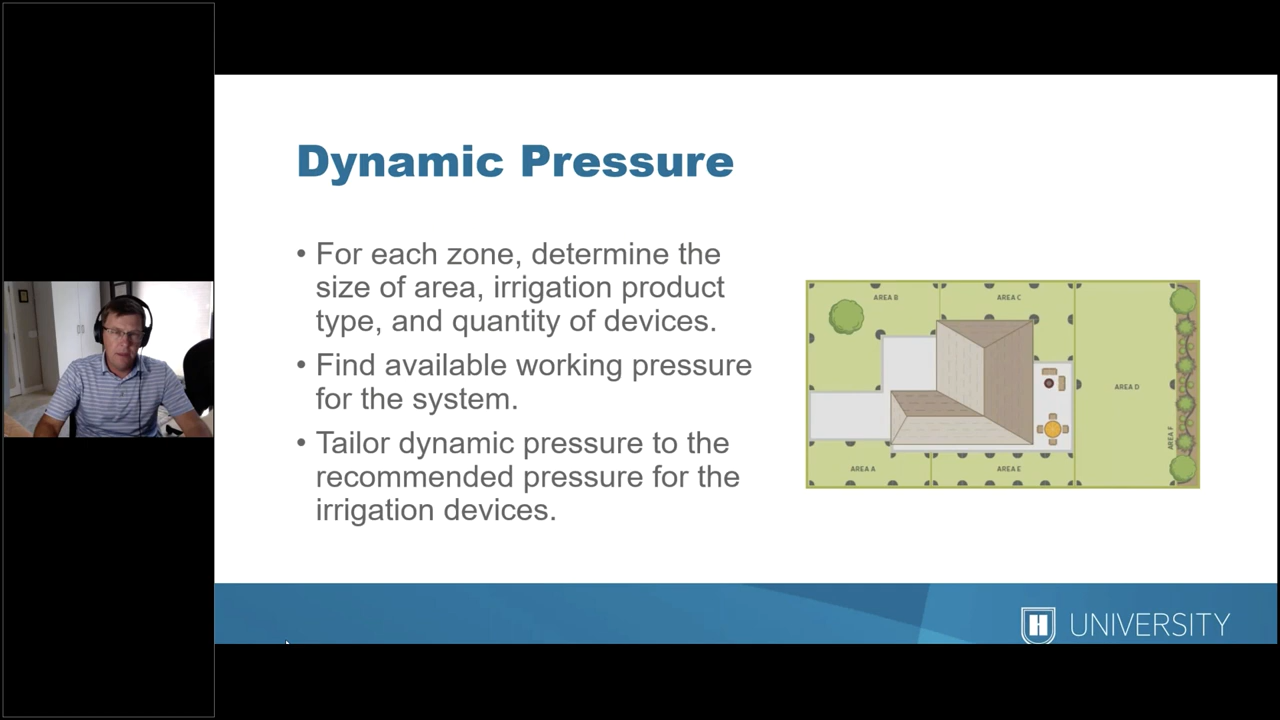 Dynamic Pressure
• For each zone, determine the
size of area, irrigation product
type, and quantity of devices.
• Find available working pressure
for the system.
• Tailor dynamic pressure to the
recommended pressure for the
irrigation devices.
AREA B
AREA C
AREA D
AREA F
AREA A
AREA E
H UNIVERSITY